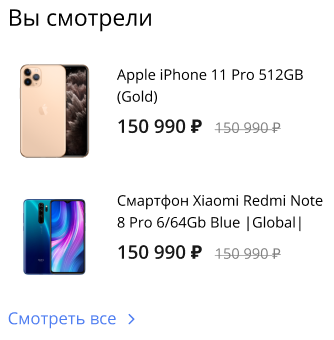 Вы смотрели
Apple iPhone 11 Pro 512GB
(Gold)
150 990 ₽ 150 990 ₽
Смартфон Xiaomi Redmi Note
8 Pro 6/64Gb Blue |Global|
150 990 ₽ 150 990 ₽
Смотреть все >